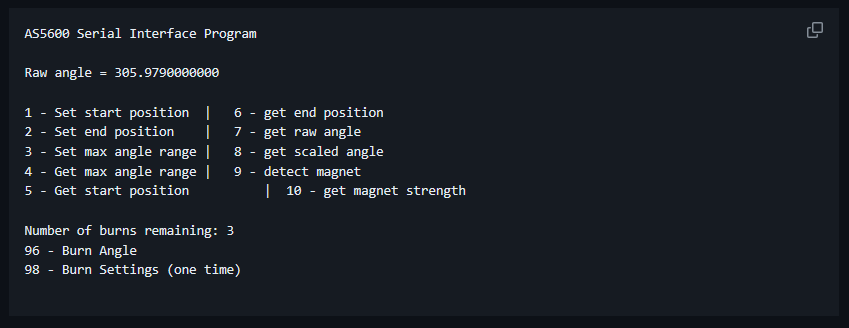 AS5600 Serial Interface Program
Raw angle = 305.9790000000
1 - Set start position  |   6 - get end position
2 - Set end position    |   7 - get raw angle
3 - Set max angle range |   8 - get scaled angle
4 - Get max angle range |   9 - detect magnet
5 - Get start position          |  10 - get magnet strength
Number of burns remaining: 3
96 - Burn Angle
98 - Burn Settings (one time)